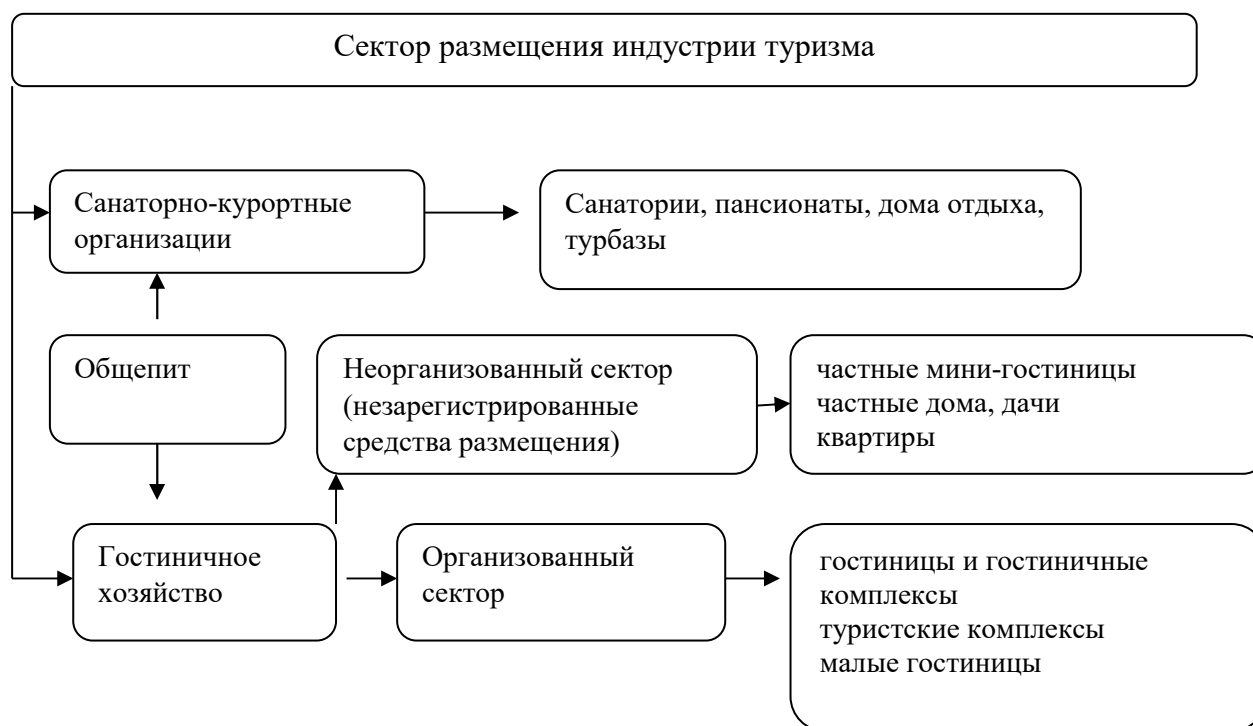 Сектор размещения индустрии туризма
Санаторно-курортные
организации
Санатории, пансионаты, дома отдыха,
турбазы
Общепит
Неорганизованный сектор
(незарегистрированные
средства размещения)
частные мини-гостиницы
частные дома, дачи
квартиры
Гостиничное
хозяйство
Организованный
сектор
гостиницы и гостиничные
комплексы
туристские комплексы
малые гостиницы